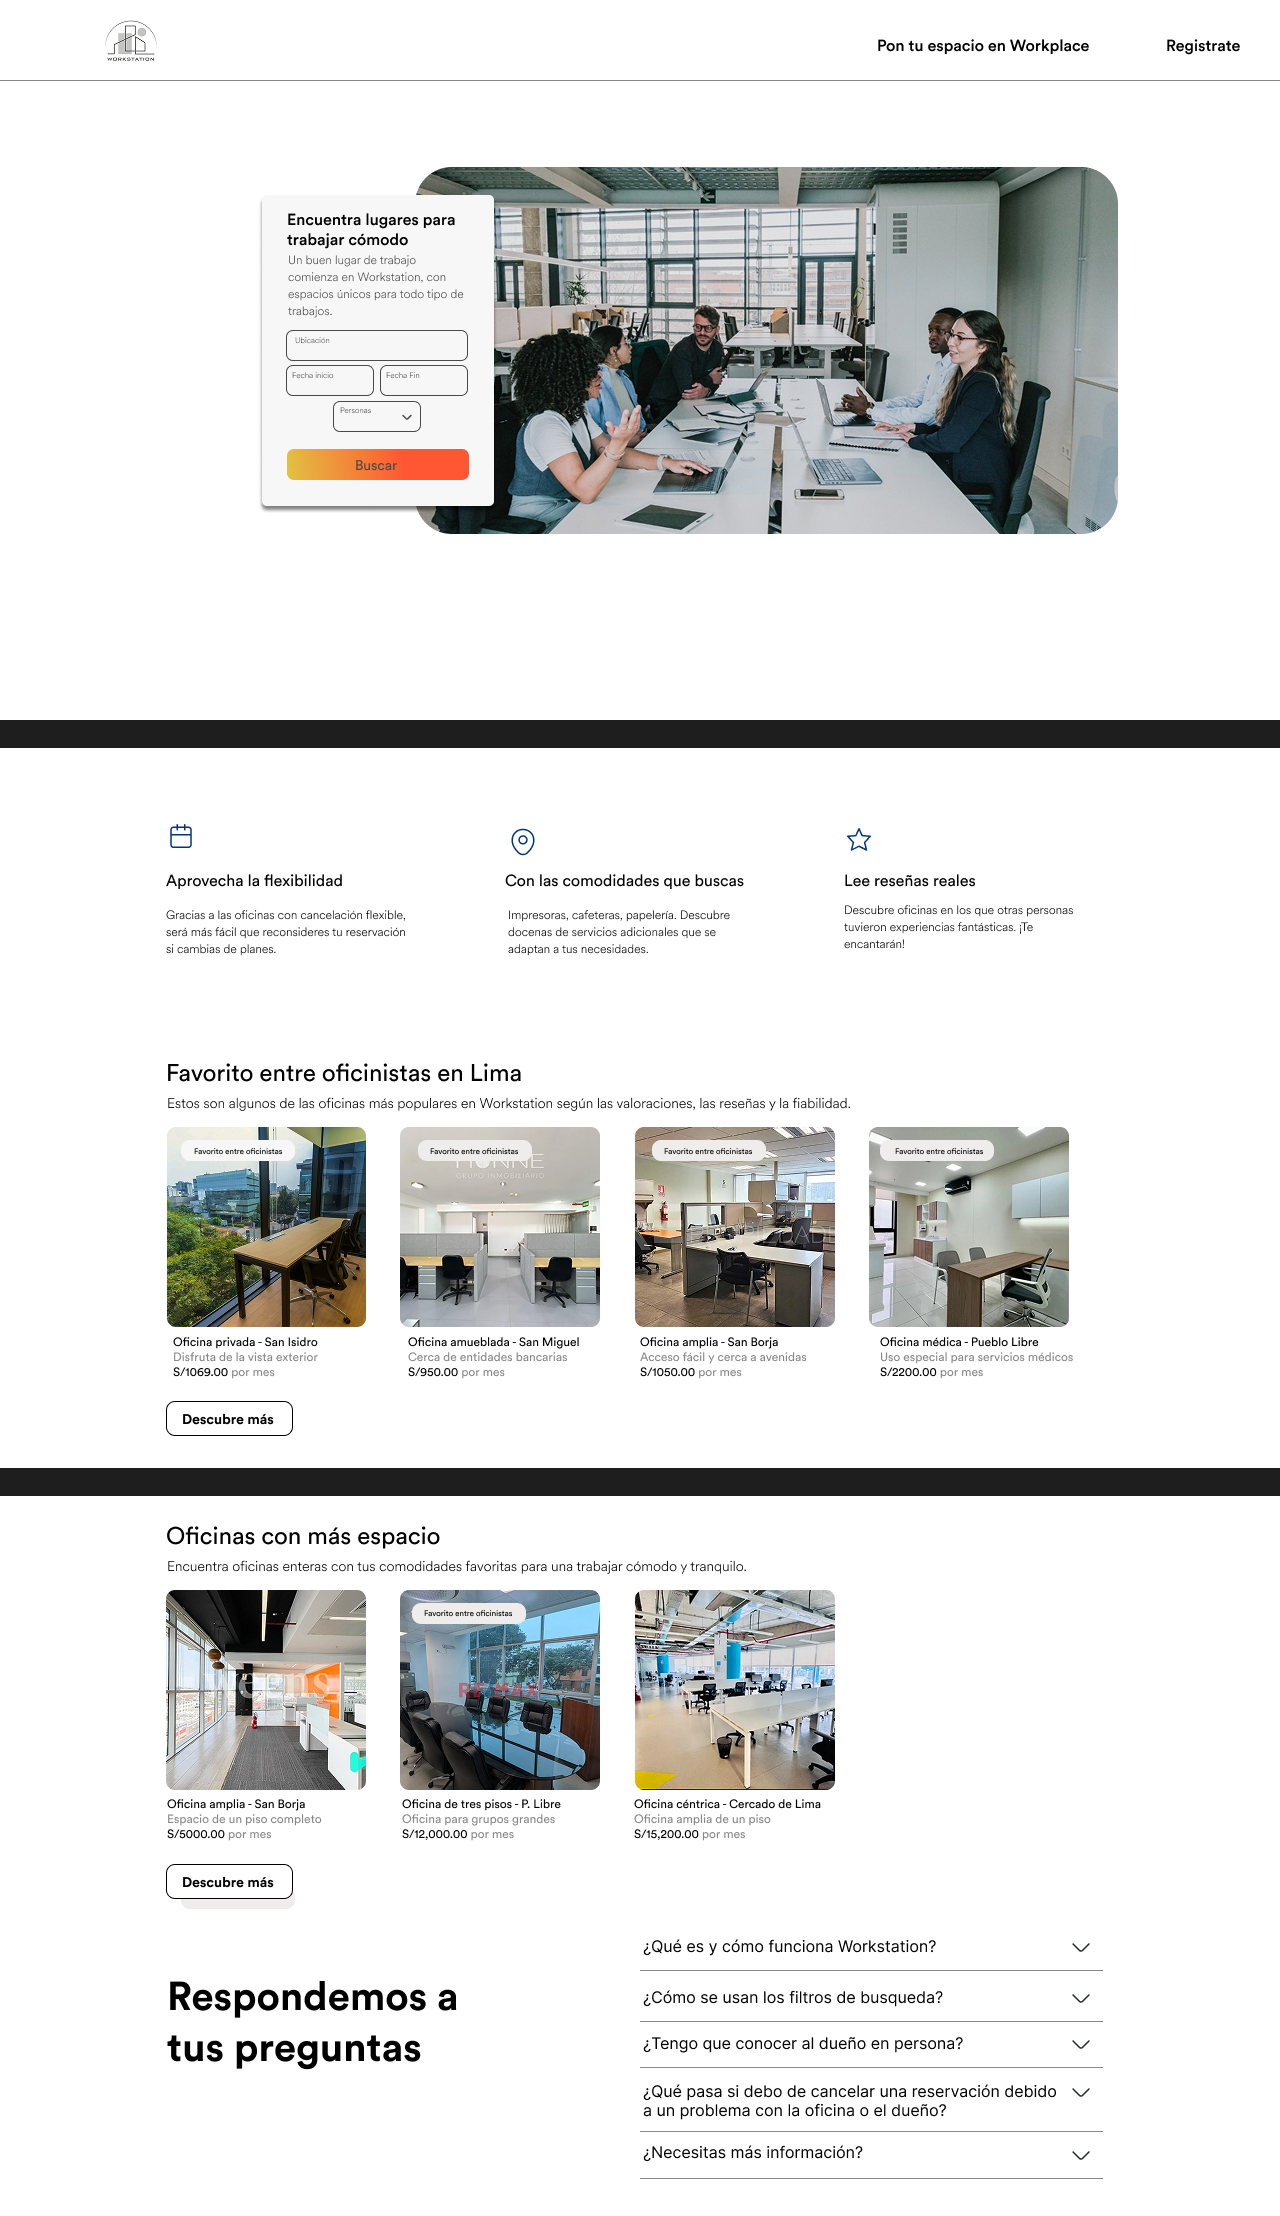 WORKSTATION
Pon tu espacio en Workplace
Registrate
Encuentra lugares para
trabajar cómodo
Un buen lugar de trabajo
comienza en Workstation, con
espacios únicos para todo tipo de
trabajos.
Ubicación
Fecha inicio
Fecha Fin
Personas
Buscar
Aprovecha la flexibilidad
Gracias a las oficinas con cancelación flexible,
será más fácil que reconsideres tu reservación
si cambias de planes.
Con las comodidades que buscas
Impresoras, cafeteras, papelería. Descubre
docenas de servicios adicionales que se
adaptan a tus necesidades.
Lee reseñas reales
Descubre oficinas en los que otras personas
tuvieron experiencias fantásticas. ¡Te
encantarán!
Favorito entre oficinistas en Lima
Estos son algunos de las oficinas más populares en Workstation según las valoraciones, las reseñas y la fiabilidad.
Favorito entre oficinistas
Favorito entre oficinistas
GRUPO INMOBILIARIO
Favorito entre oficinistas
Favorito entre oficinistas
Oficina privada - San Isidro
Disfruta de la vista exterior
S/1069.00 por mes
Oficina amueblada - San Miguel
Cerca de entidades bancarias
S/950.00 por mes
Oficina amplia - San Borja
Acceso fácil y cerca a avenidas
S/1050.00 por mes
Oficina médica - Pueblo Libre
Uso especial para servicios médicos
S/2200.00 por mes
Descubre más
Oficinas con más espacio
Encuentra oficinas enteras con tus comodidades favoritas para una trabajar cómodo y tranquilo.
Favorito entre oficinistas
RE/MAX
Oficina amplia - San Borja
Espacio de un piso completo
S/5000.00 por mes
Oficina de tres pisos - P. Libre
Oficina para grupos grandes
S/12,000.00 por mes
Oficina céntrica - Cercado de Lima
Oficina amplia de un piso
S/15,200.00 por mes
Descubre más
Respondemos a
tus preguntas
¿Qué es y cómo funciona Workstation?
¿Cómo se usan los filtros de busqueda?
¿Tengo que conocer al dueño en persona?
¿Qué pasa si debo de cancelar una reservación debido
a un problema con la oficina o el dueño?
¿Necesitas más información?